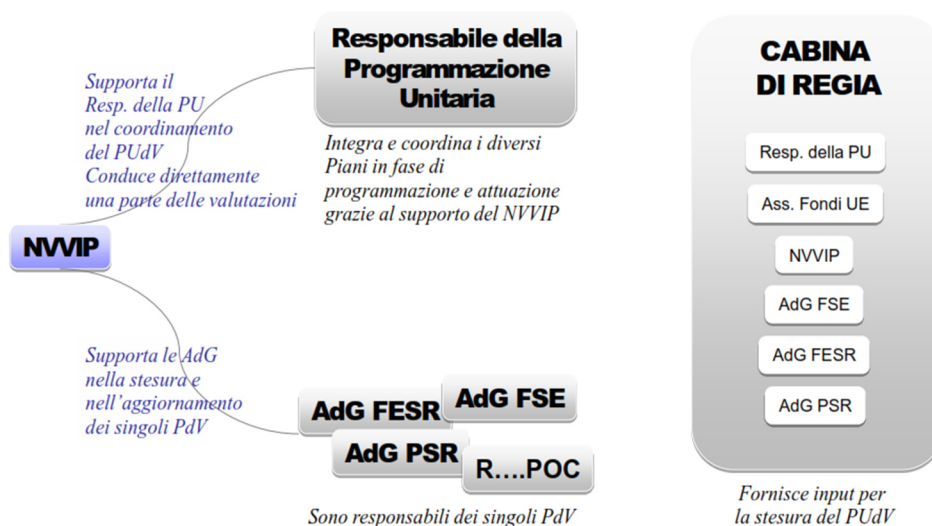 Responsabile della
Programmazione
Unitaria
Supporta il
Resp. della PU
nel coordinamento
del PUdV
Conduce direttamente
una parte delle valutazioni
Integra e coordina i diversi
Piani in fase di
programmazione e attuazione
grazie al supporto del NVVIP
NVVIP
Supporta le AdG
nella stesura e
nell'aggiornamento
dei singoli PdV
AdG FESR
AdG FSE
AdG PSR
R....POC
Sono responsabili dei singoli PdV
CABINA
DI REGIA
Resp. della PU
Ass. Fondi UE
NVVIP
AdG FSE
AdG FESR
AdG PSR
Fornisce input per
la stesura del PUdV